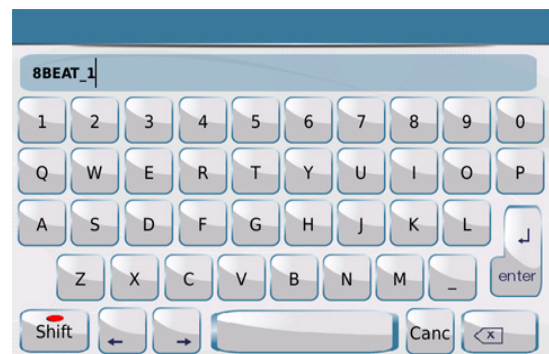 8BEAT_1
1 2 3 4 5 6 7 8 9 0
Q W E R T Y U I O P
A S D F G H J K L
enter
Z X C V B N M _
Shift ← → Canc x